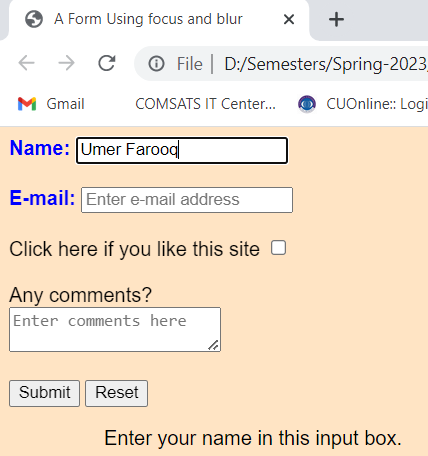 A Form Using focus and blur
File | D:/Semesters/Spring-2023,
Gmail COMSATS IT Center... CUOnline:: Logi
Name: Umer Farooq
E-mail: Enter e-mail address
Click here if you like this site
Any comments?
Enter comments here
Submit Reset
Enter your name in this input box.